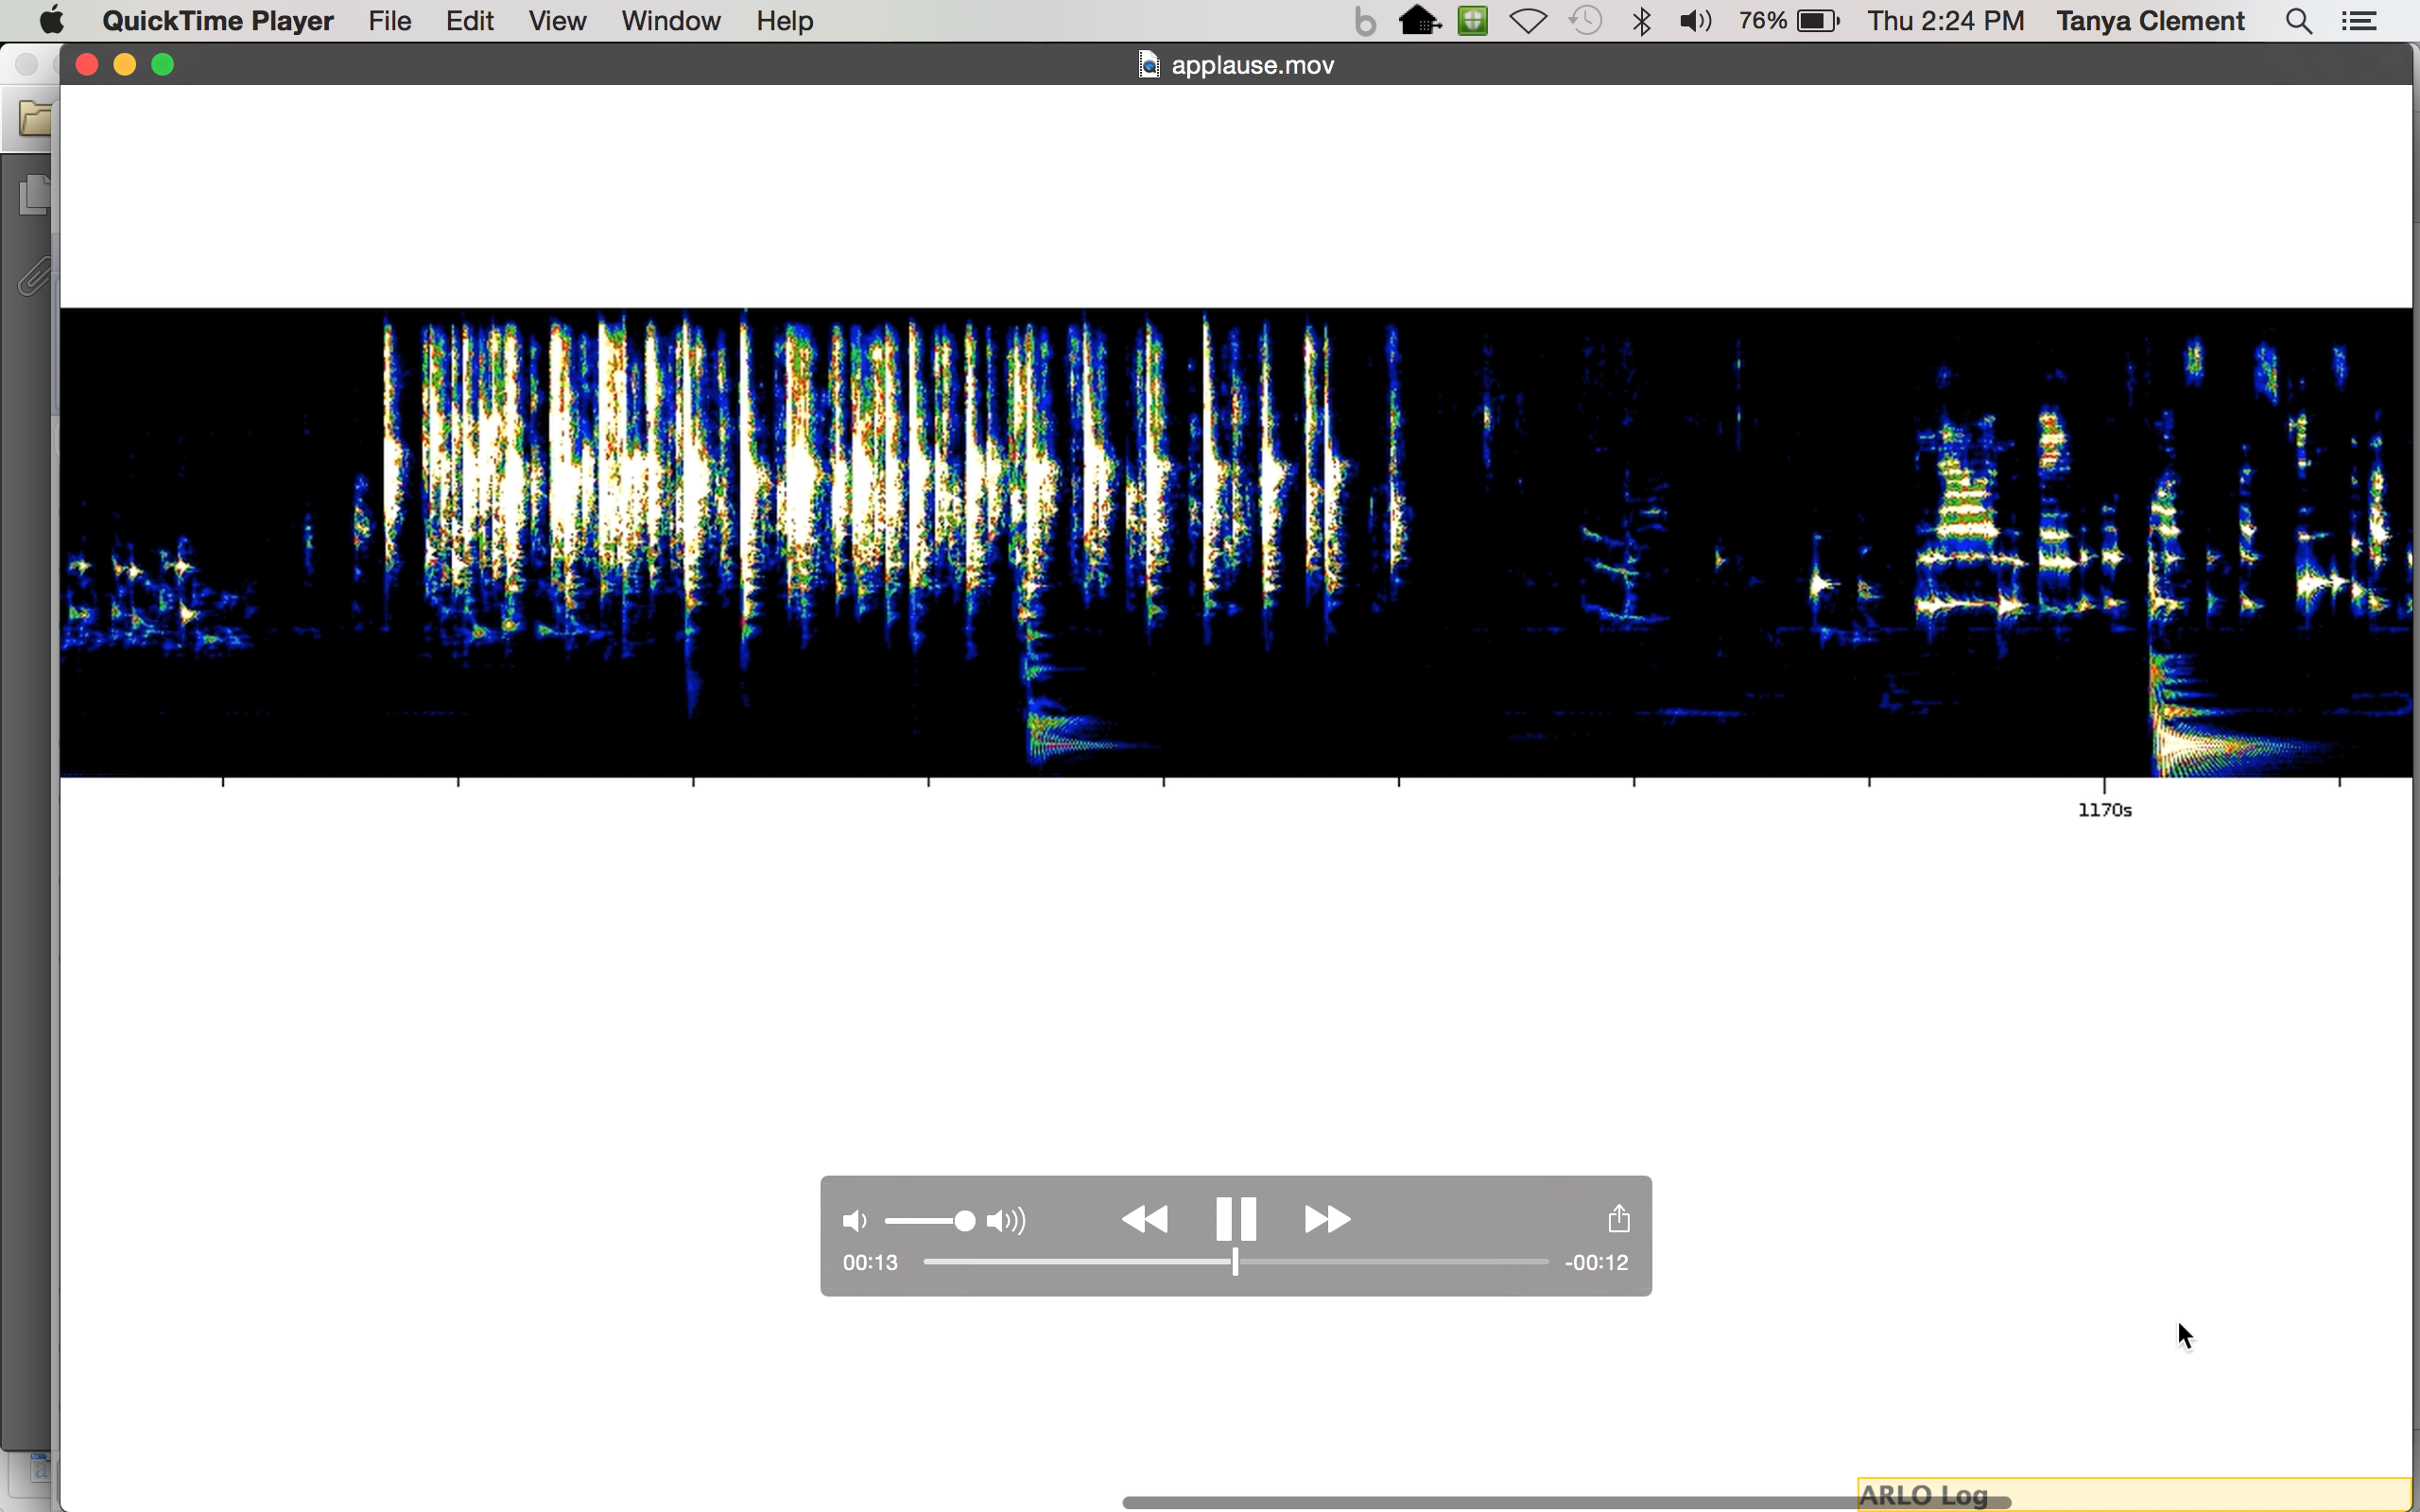 QuickTime Player File Edit View Window Help 76% Thu 2:24 PM Tanya Clement
applause.mov
1170s
00:13 -00:12
ARLO Log